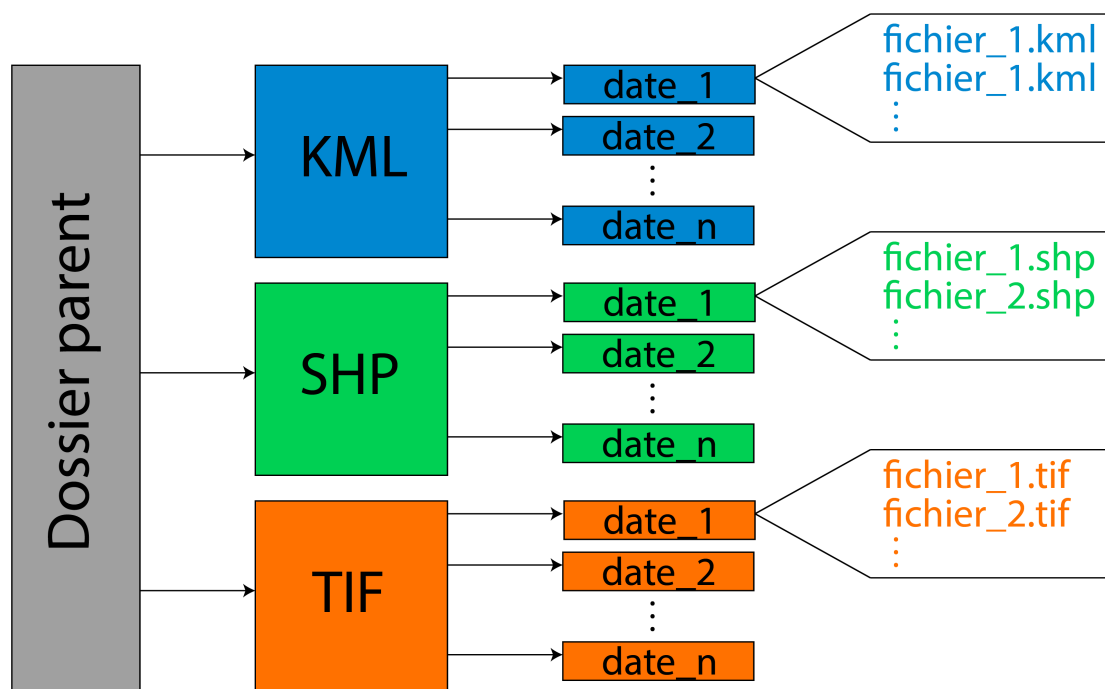 Dossier parent
KML
date_1
date_2
⋮
date_n
fichier_1.kml
fichier_1.kml
⋮
SHP
date_1
date_2
⋮
date_n
fichier_1.shp
fichier_2.shp
⋮
TIF
date_1
date_2
⋮
date_n
fichier_1.tif
fichier_2.tif
⋮